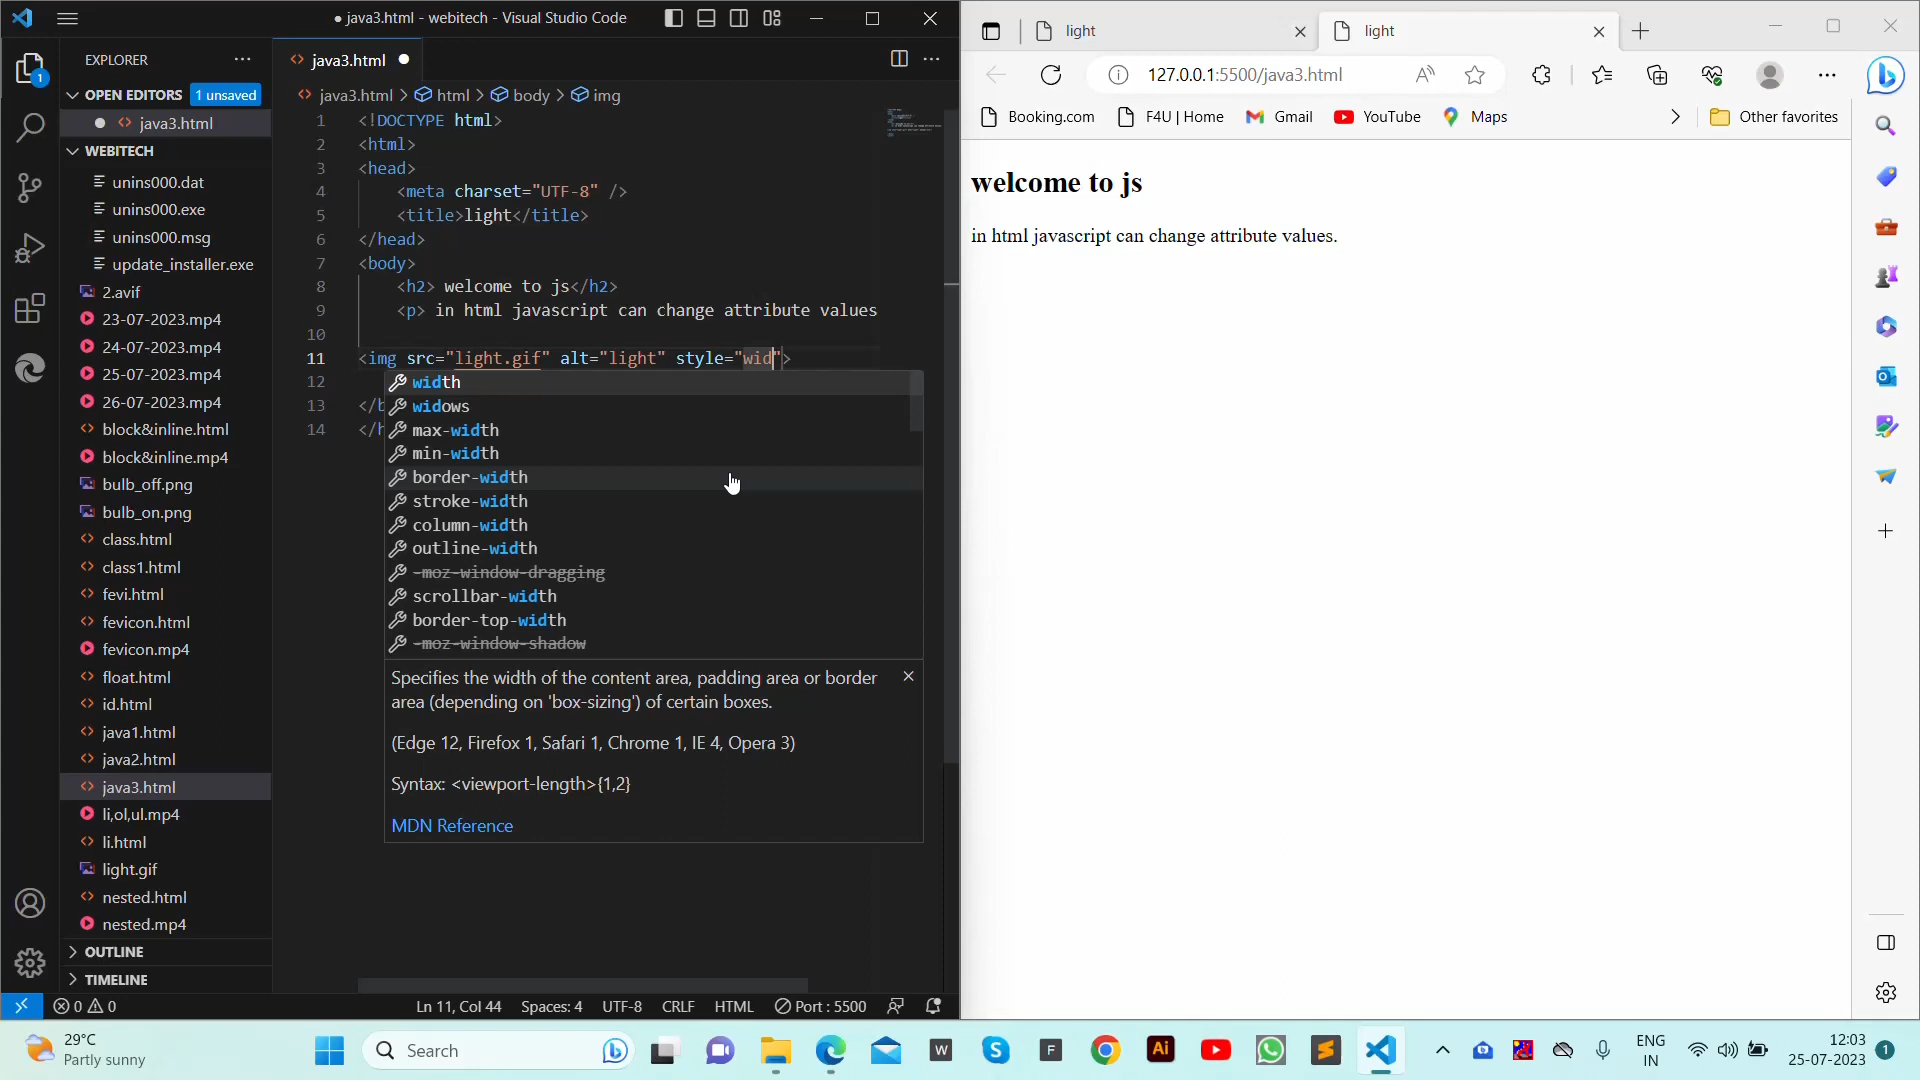 java3.html - webitech - Visual Studio Code
EXPLORER
OPEN EDITORS
1 unsaved
java3.html
WEBITECH
unins000.dat
unins000.exe
unins000.msg
update_installer.exe
2.avif
23-07-2023.mp4
24-07-2023.mp4
25-07-2023.mp4
26-07-2023.mp4
block&inline.html
block&inline.mp4
bulb_off.png
bulb_on.png
class.html
class1.html
fevi.html
fevicon.html
fevicon.mp4
float.html
id.html
java1.html
java2.html
java3.html
li,ol,ul.mp4
li.html
light.gif
nested.html
nested.mp4
OUTLINE
TIMELINE
1
java3.html
java3.html > html > body > img
1 <!DOCTYPE html>
2 <html>
3 <head>
4 <meta charset="UTF-8" />
5 <title>light</title>
6 </head>
7 <body>
8 <h2> welcome to js</h2>
9 <p> in html javascript can change attribute values
10
11 <img src="light.gif" alt="light" style="wid">
12
13 </b
14 </h
width
widows
max-width
min-width
border-width
stroke-width
column-width
outline-width
-moz-window-dragging
scrollbar-width
border-top-width
-moz-window-shadow
Specifies the width of the content area, padding area or border
area (depending on 'box-sizing') of certain boxes.
(Edge 12, Firefox 1, Safari 1, Chrome 1, IE 4, Opera 3)
Syntax: <viewport-length>{1,2}
MDN Reference
0 0 Ln 11, Col 44 Spaces: 4 UTF-8 CRLF HTML Port : 5500
light
light
127.0.0.1:5500/java3.html
Booking.com F4U | Home Gmail YouTube Maps Other favorites
welcome to js
in html javascript can change attribute values.
29°C
Partly sunny
Search
W
S
F
Ai
ENG
IN
12:03
25-07-2023
1